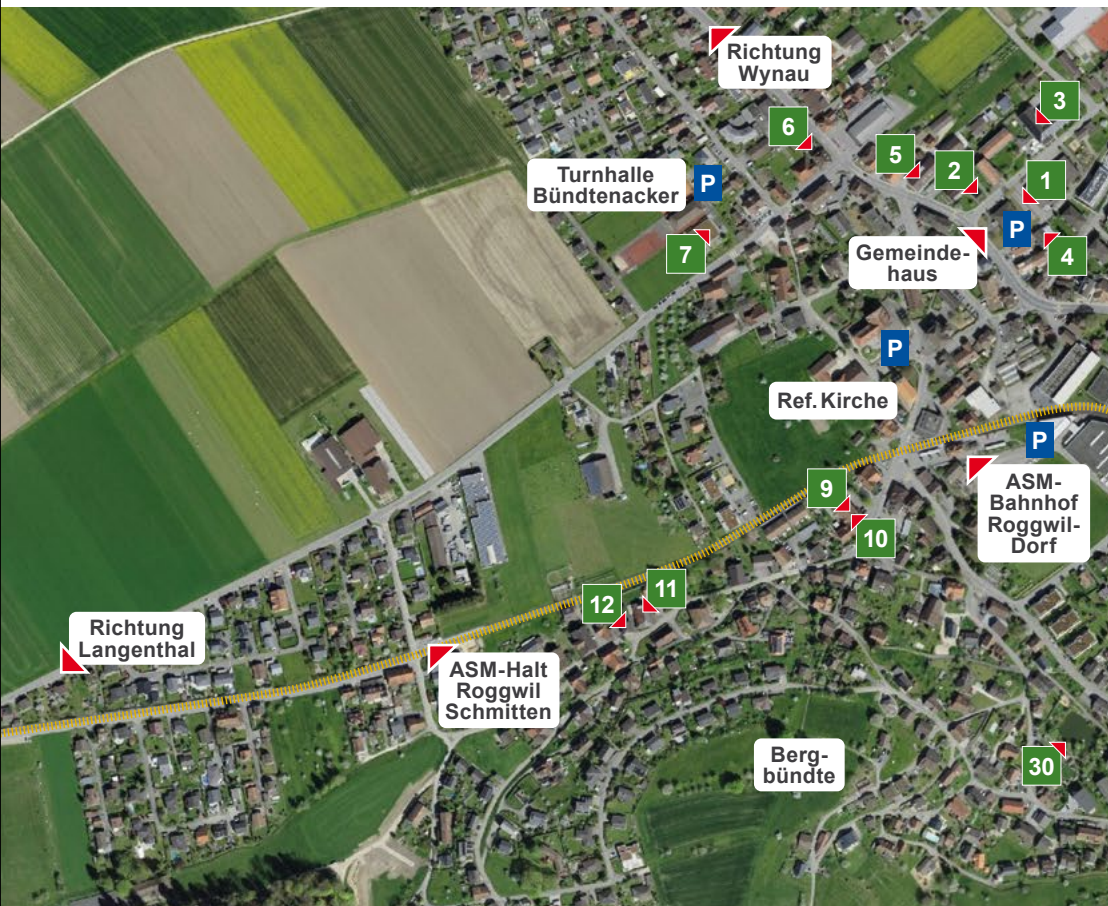 Richtung
Wynau
3
6
5
2
1
Turnhalle
Bündtenacker
P
P
7
Gemeinde-
haus
4
P
Ref. Kirche
P
9
ASM-
Bahnhof
Roggwil-
Dorf
10
11
12
Richtung
Langenthal
ASM-Halt
Roggwil
Schmitten
Berg-
bündte
30